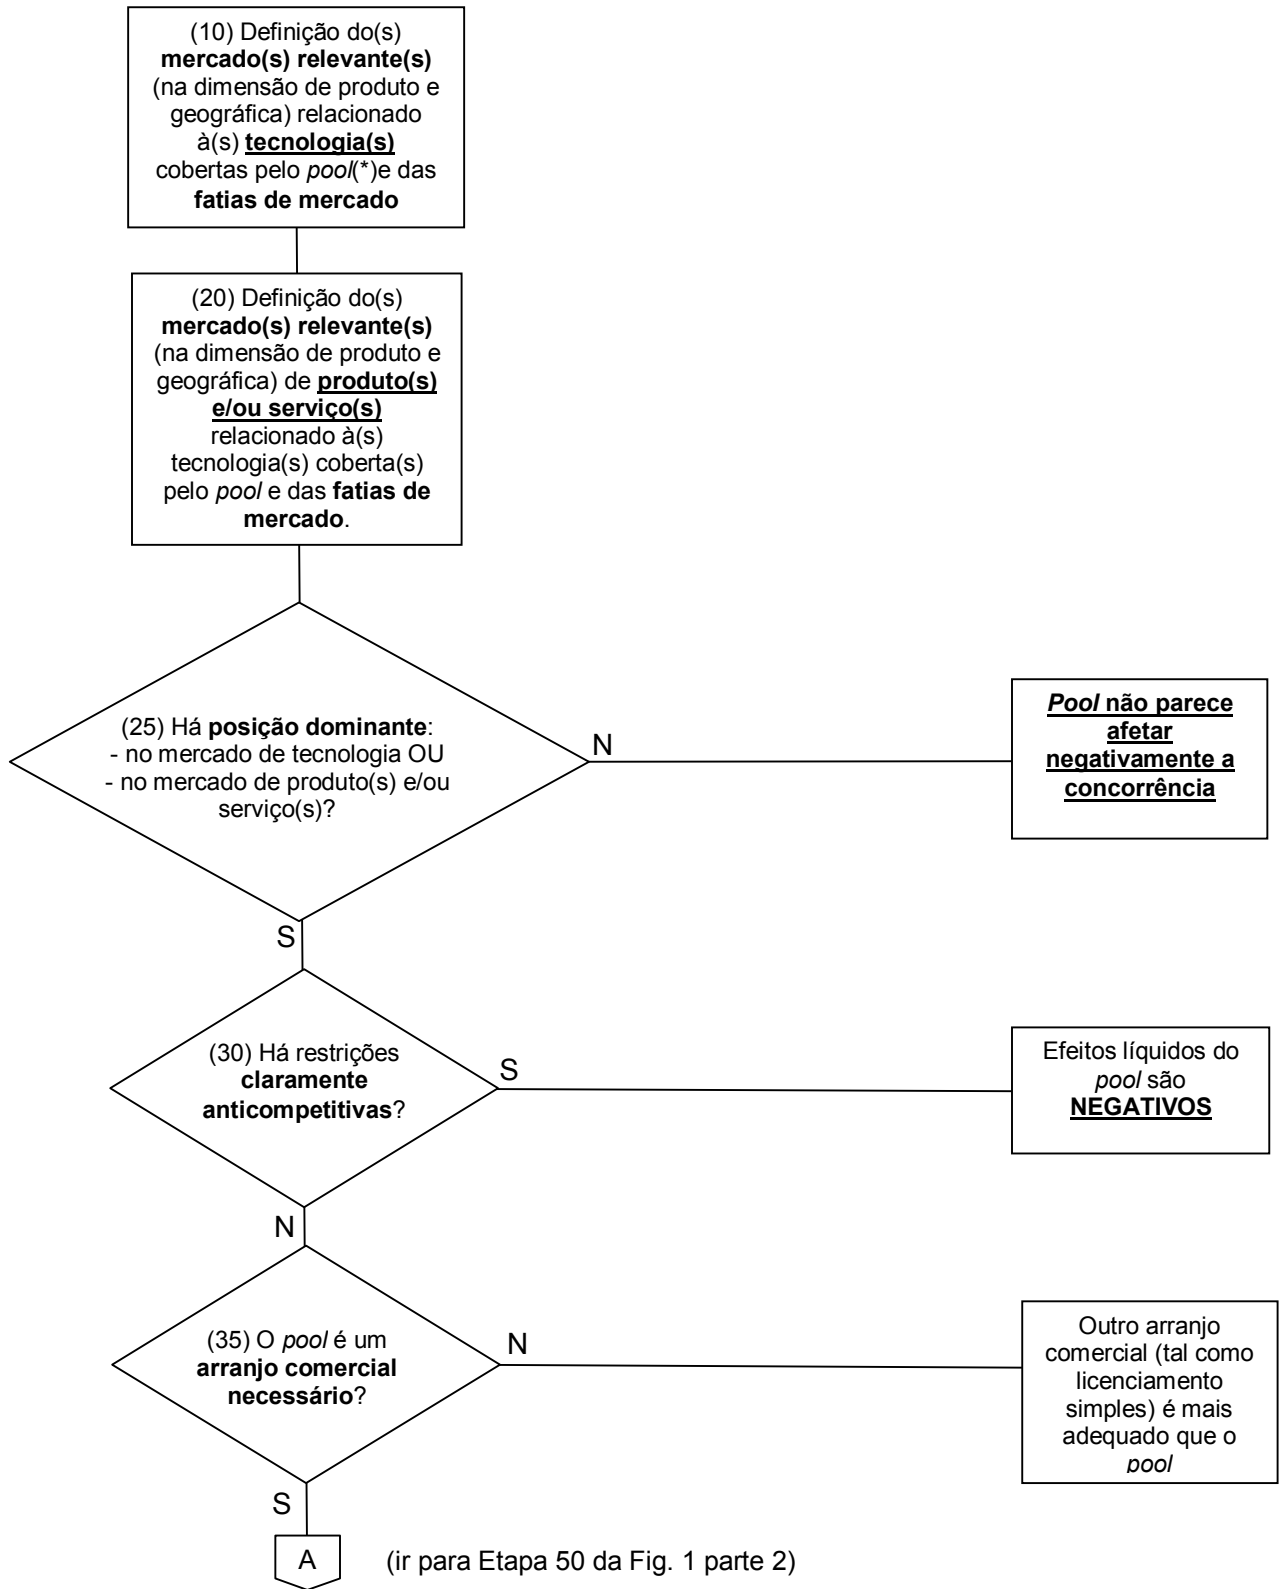 (10) Definição do(s)
mercado(s) relevante(s)
(na dimensão de produto e
geográfica) relacionado
à(s) tecnologia(s)
cobertas pelo pool(*)e das
fatias de mercado
(20) Definição do(s)
mercado(s) relevante(s)
(na dimensão de produto e
geográfica) de produto(s)
e/ou serviço(s)
relacionado à(s)
tecnologia(s) coberta(s)
pelo pool e das fatias de
mercado.
(25) Há posição dominante:
- no mercado de tecnologia OU
- no mercado de produto(s) e/ou
serviço(s)?
N
Pool não parece
afetar
negativamente a
concorrência
S
(30) Há restrições
claramente
anticompetitivas?
S
Efeitos líquidos do
pool são
NEGATIVOS
N
(35) O pool é um
arranjo comercial
necessário?
N
Outro arranjo
comercial (tal como
licenciamento
simples) é mais
adequado que o
pool
S
A
(ir para Etapa 50 da Fig. 1 parte 2)